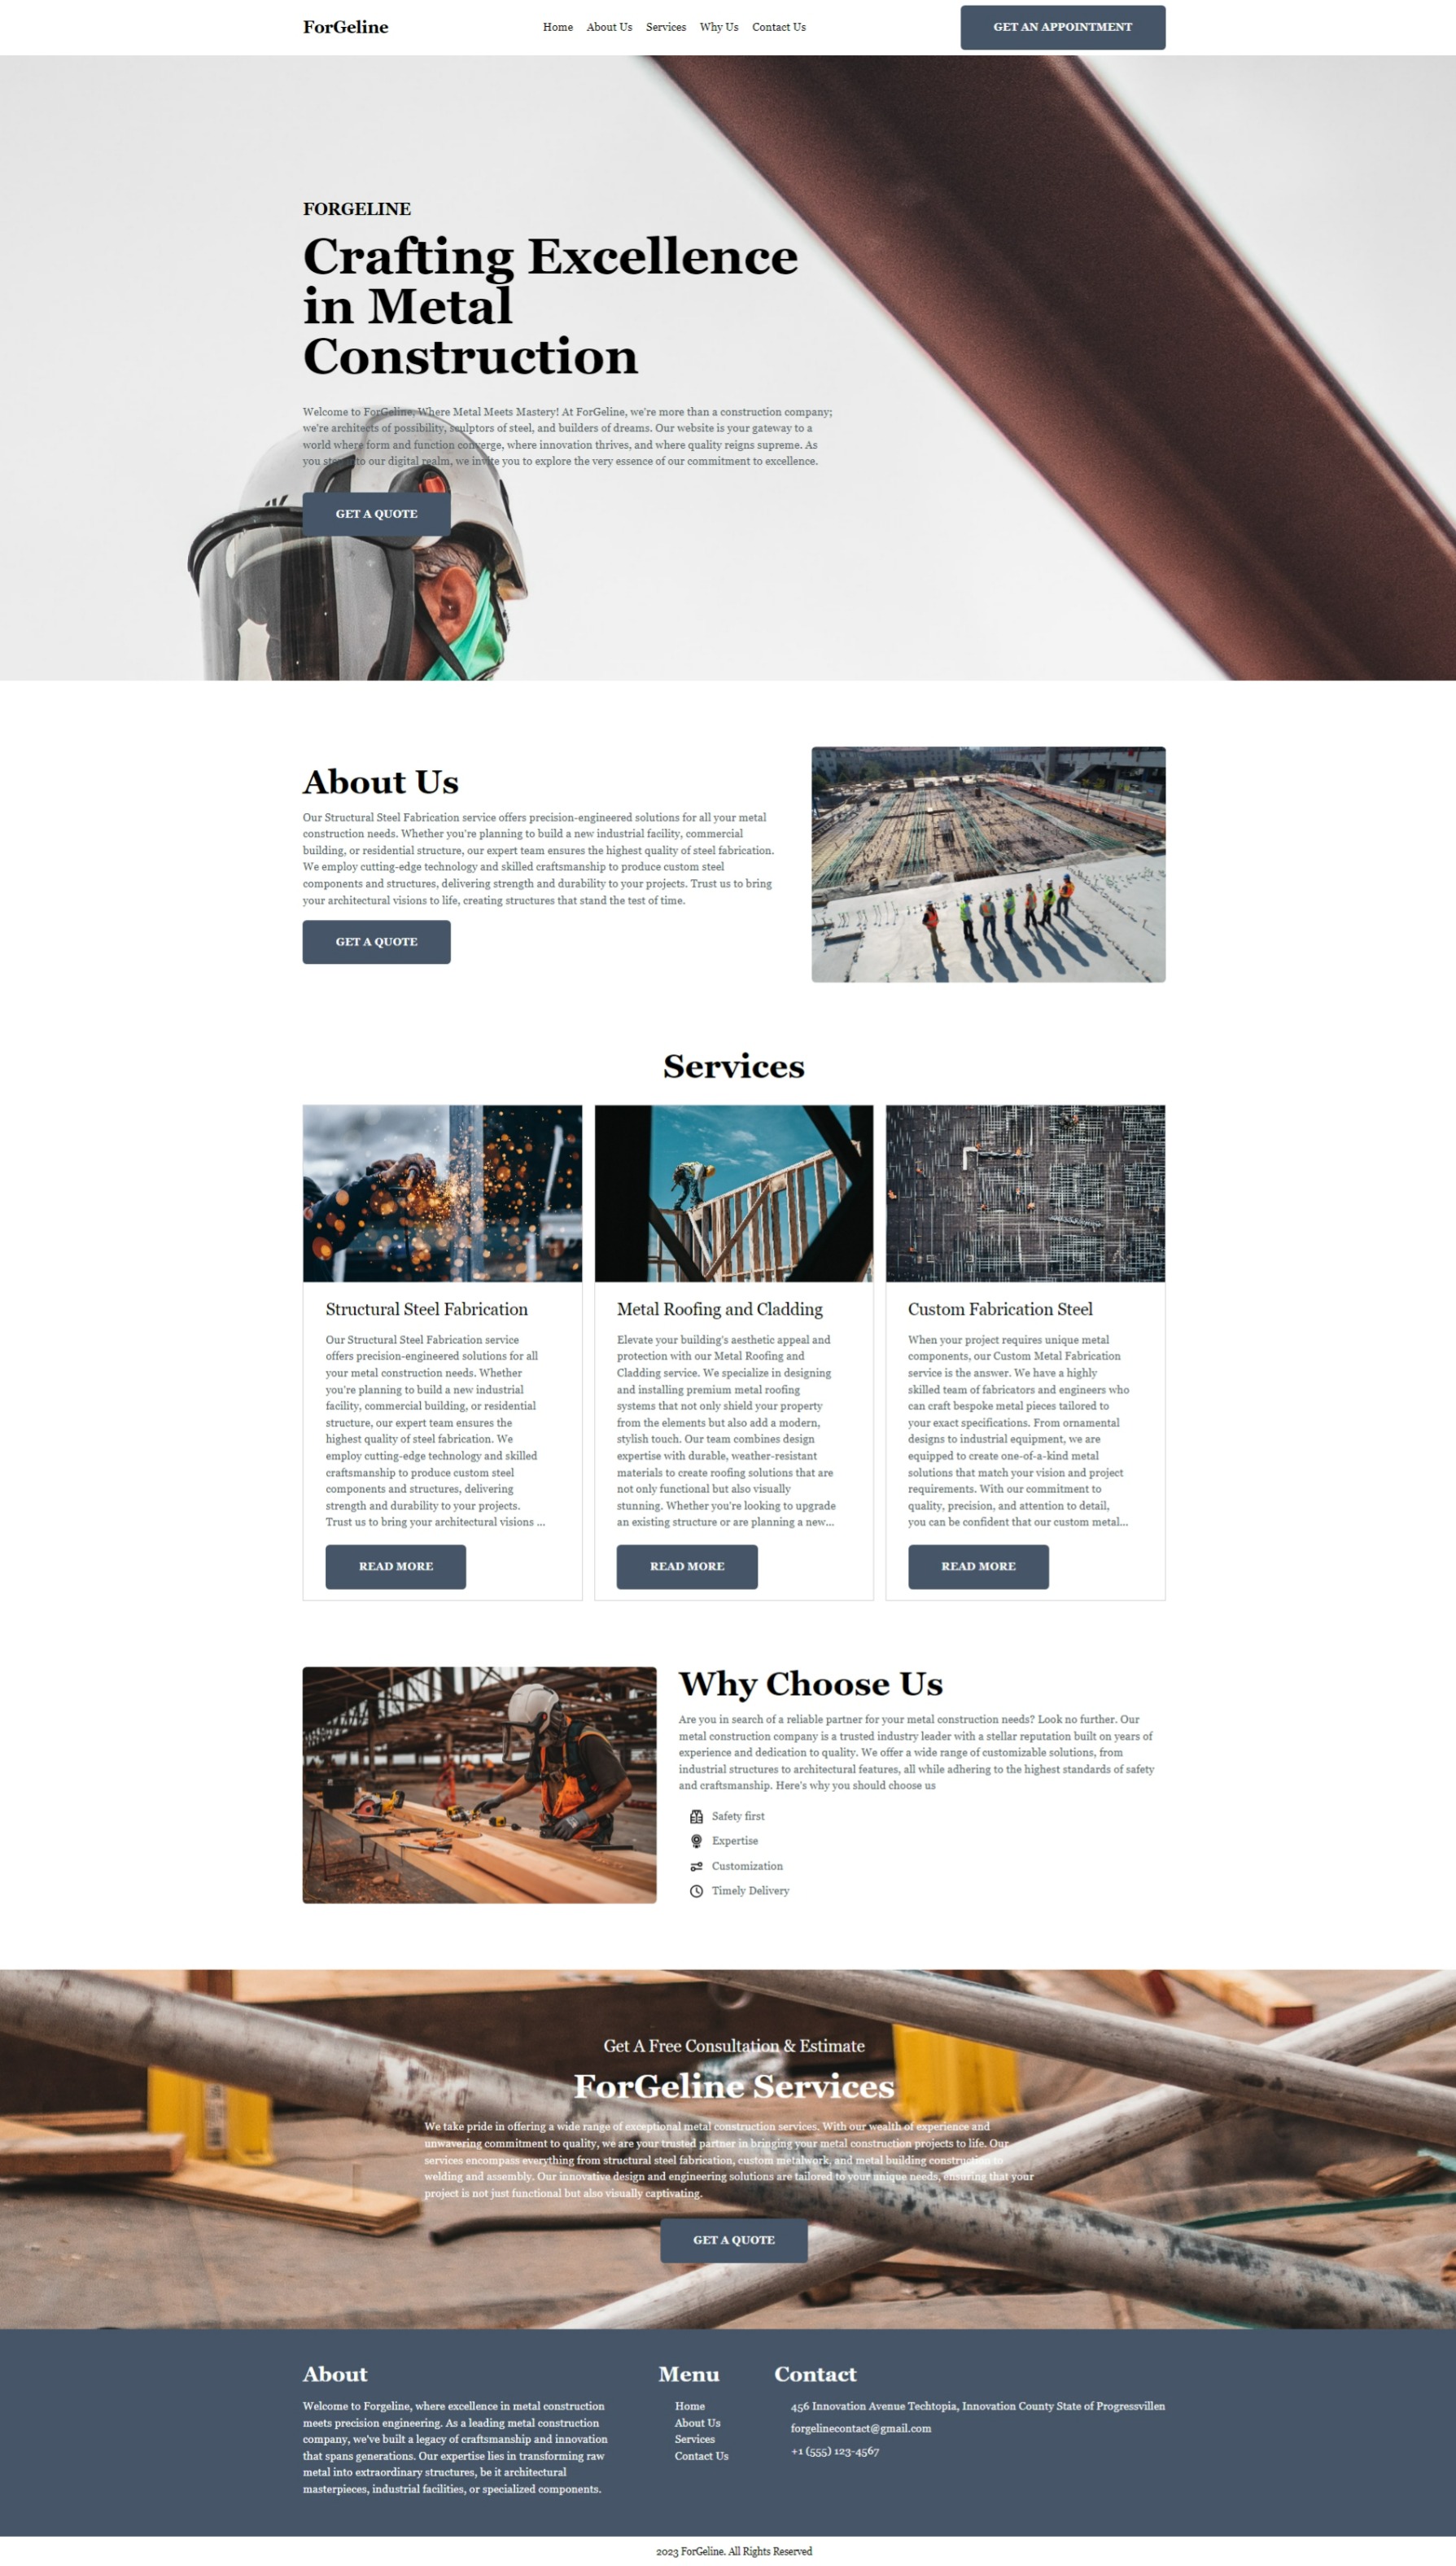 ForGeline
Home About Us Services Why Us Contact Us
GET AN APPOINTMENT
FORGELINE
Crafting Excellence
in Metal
Construction
Welcome to ForGeline, Where Metal Meets Mastery! At ForGeline, we're more than a construction company;
we're architects of possibility, sculptors of steel, and builders of dreams. Our website is your gateway to a
world where form and function converge, where innovation thrives, and where quality reigns supreme. As
you to our digital realm, we invite you to explore the very essence of our commitment to excellence.
GET A QUOTE
About Us
Our Structural Steel Fabrication service offers precision-engineered solutions for all your metal
construction needs. Whether you're planning to build a new industrial facility, commercial
building, or residential structure, our expert team ensures the highest quality of steel fabrication.
We employ cutting-edge technology and skilled craftsmanship to produce custom steel
components and structures, delivering strength and durability to your projects. Trust us to bring
your architectural visions to life, creating structures that stand the test of time.
GET A QUOTE
Services
Structural Steel Fabrication
Our Structural Steel Fabrication service
offers precision-engineered solutions for all
your metal construction needs. Whether
you're planning to build a new industrial
facility, commercial building, or residential
structure, our expert team ensures the
highest quality of steel fabrication. We
employ cutting-edge technology and skilled
craftsmanship to produce custom steel
components and structures, delivering
strength and durability to your projects.
Trust us to bring your architectural visions ...
READ MORE
Metal Roofing and Cladding
Elevate your building's aesthetic appeal and
protection with our Metal Roofing and
Cladding service. We specialize in designing
and installing premium metal roofing
systems that not only shield your property
from the elements but also add a modern,
stylish touch. Our team combines design
expertise with durable, weather-resistant
materials to create roofing solutions that are
not only functional but also visually
stunning. Whether you're looking to upgrade
an existing structure or are planning a new...
READ MORE
Custom Fabrication Steel
When your project requires unique metal
components, our Custom Metal Fabrication
service is the answer. We have a highly
skilled team of fabricators and engineers who
can craft bespoke metal pieces tailored to
your exact specifications. From ornamental
designs to industrial equipment, we are
equipped to create one-of-a-kind metal
solutions that match your vision and project
requirements. With our commitment to
quality, precision, and attention to detail,
you can be confident that our custom metal...
READ MORE
Why Choose Us
Are you in search of a reliable partner for your metal construction needs? Look no further. Our
metal construction company is a trusted industry leader with a stellar reputation built on years of
experience and dedication to quality. We offer a wide range of customizable solutions, from
industrial structures to architectural features, all while adhering to the highest standards of safety
and craftsmanship. Here's why you should choose us
Safety first
Expertise
Customization
Timely Delivery
Get A Free Consultation & Estimate
ForGeline Services
We take pride in offering a wide range of exceptional metal construction services. With our wealth of experience and
unwavering commitment to quality, we are your trusted partner in bringing your metal construction projects to life. Our
services encompass everything from structural steel fabrication, custom metalwork, and metal building construction to
welding and assembly. Our innovative design and engineering solutions are tailored to your unique needs, ensuring that your
project is not just functional but also visually captivating.
GET A QUOTE
About
Welcome to Forgeline, where excellence in metal construction
meets precision engineering. As a leading metal construction
company, we've built a legacy of craftsmanship and innovation
that spans generations. Our expertise lies in transforming raw
metal into extraordinary structures, be it architectural
masterpieces, industrial facilities, or specialized components.
Menu
Home
About Us
Services
Contact Us
Contact
456 Innovation Avenue Techtopia, Innovation County State of Progressvillen
forgelinecontact@gmail.com
+1 (555) 123-4567
2023 ForGeline. All Rights Reserved